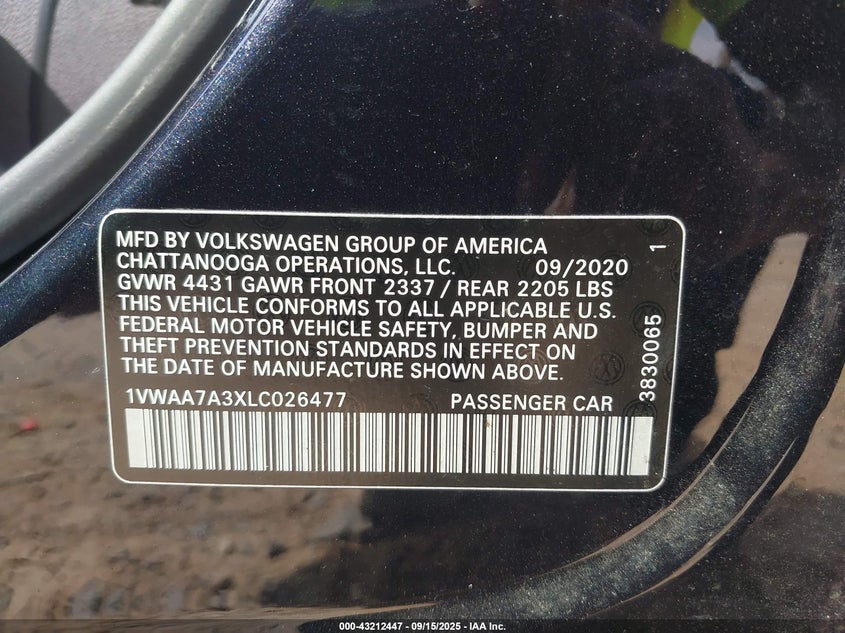 MFD BY VOLKSWAGEN GROUP OF AMERICA
CHATTANOOGA OPERATIONS, LLC. 09/2020
GVWR 4431 GAWR FRONT 2337 / REAR 2205 LBS
THIS VEHICLE CONFORMS TO ALL APPLICABLE U.S.
FEDERAL MOTOR VEHICLE SAFETY, BUMPER AND
THEFT PREVENTION STANDARDS IN EFFECT ON
THE DATE OF MANUFACTURE SHOWN ABOVE.
1VWAA7A3XLC026477 PASSENGER CAR
3830065 1
000-43212447 - 09/15/2025 - IAA Inc.